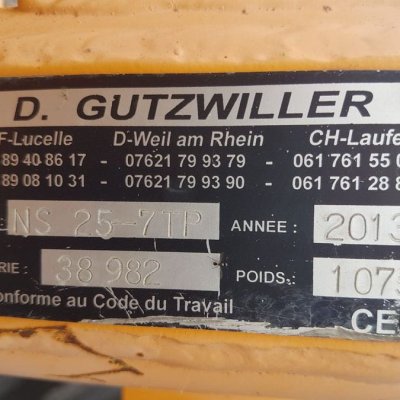 D. GUTZWILLER
F-Lucelle D-Weil am Rhein CH-Laufe
89 40 86 17 - 07621 79 93 79 - 061 761 55 0
89 08 10 31 - 07621 79 93 90 - 061 761 28 8
NS 25-7TP ANNEE : 2013
RIE : 38 982 POIDS: 107
onforme au Code du Travail CE